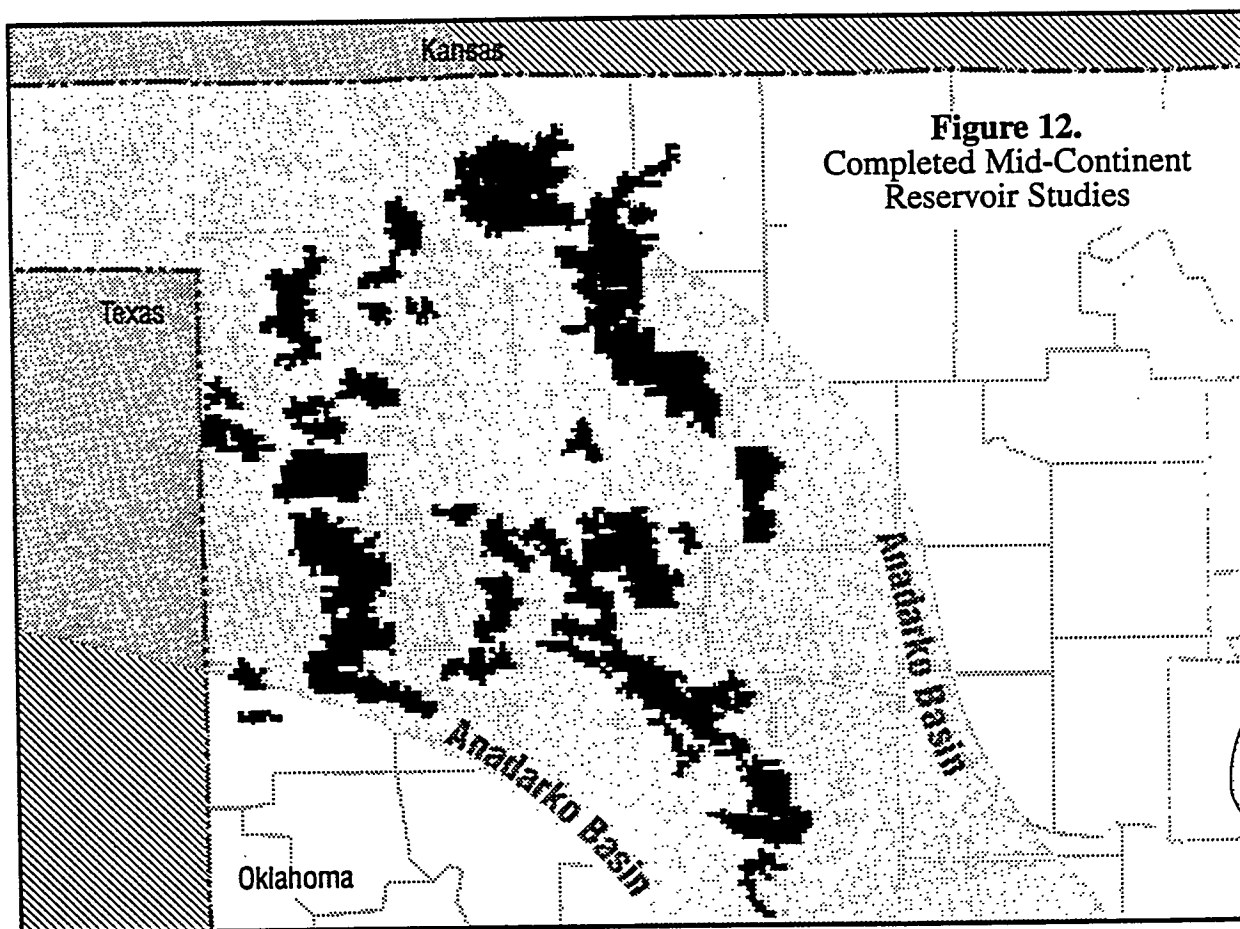 Kansas
Figure 12.
Completed Mid-Continent
Reservoir Studies
Texas
Anadarko Basin
Anadarko Basin
Oklahoma